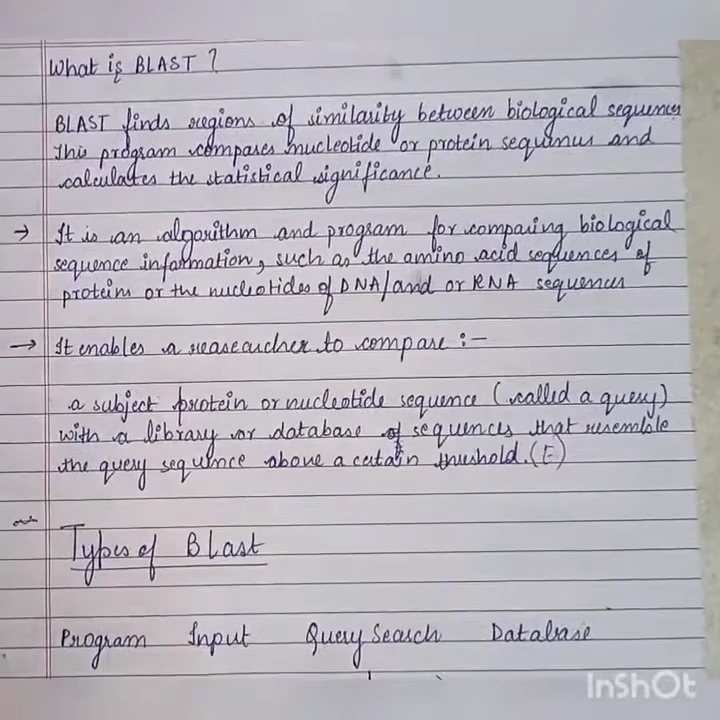 What is BLAST ?
BLAST finds regions of similarity between biological sequences
This program compares nucleotide or protein sequences and
calculates the statistical significance.
→ It is an algorithm and program for comparing biological
sequence information, such as the amino acid sequences of
proteins or the nucleotides of DNA/and or RNA sequences
→ It enables a researcher to compare :-
a subject protein or nucleotide sequence (called a query)
with a library or database of sequences that resemble
the query sequence above a certain threshold. (E)
Types of Blast
Program Input Query Search Database
InShOt